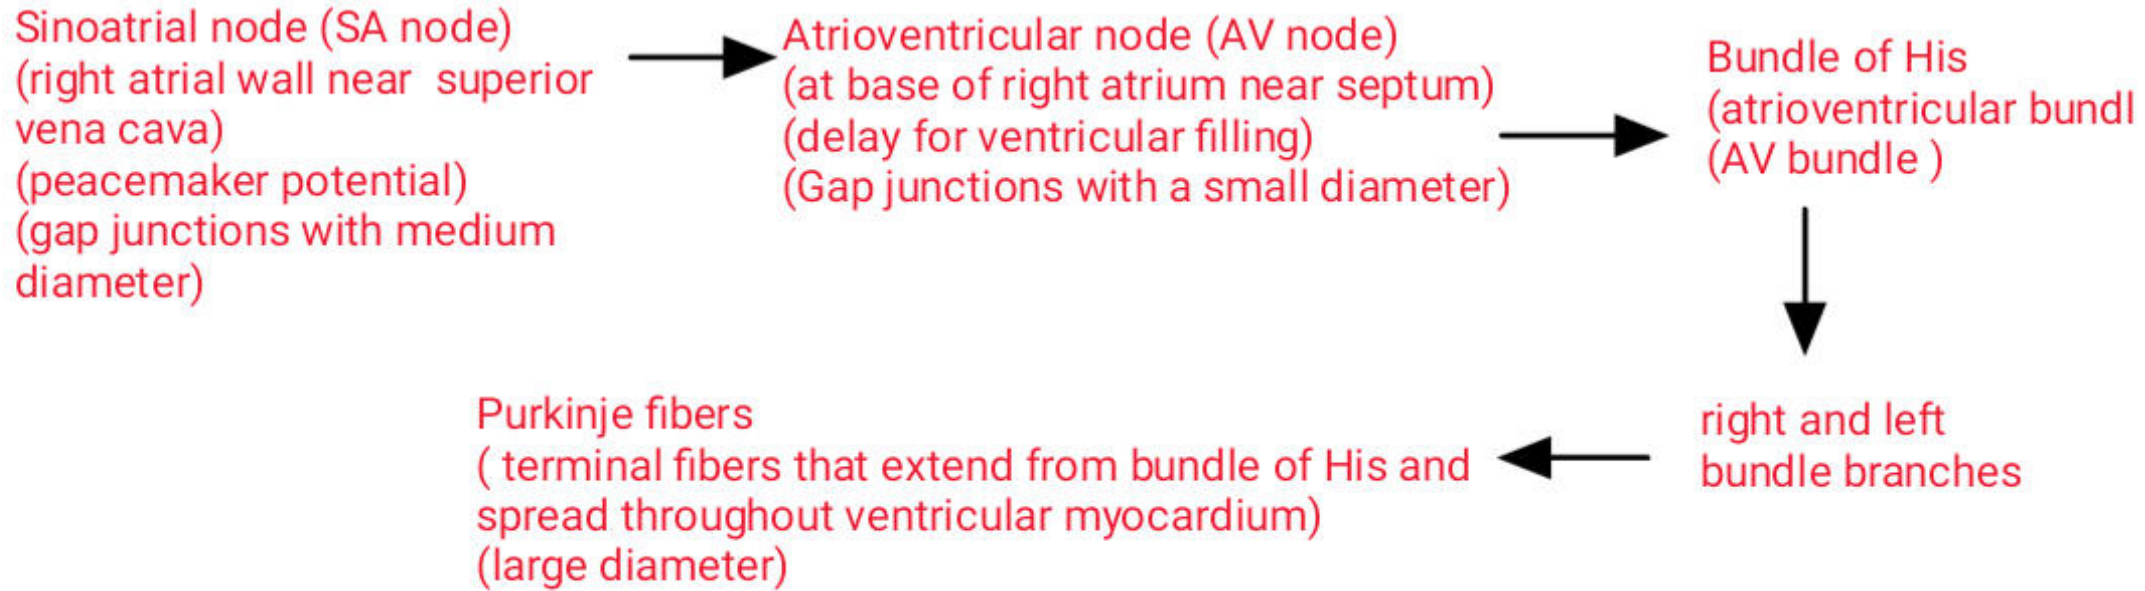 Sinoatrial node (SA node)
(right atrial wall near superior
vena cava)
(peacemaker potential)
(gap junctions with medium
diameter)
Atrioventricular node (AV node)
(at base of right atrium near septum)
(delay for ventricular filling)
(Gap junctions with a small diameter)
Bundle of His
(atrioventricular bundl
(AV bundle )
right and left
bundle branches
Purkinje fibers
( terminal fibers that extend from bundle of His and
spread throughout ventricular myocardium)
(large diameter)